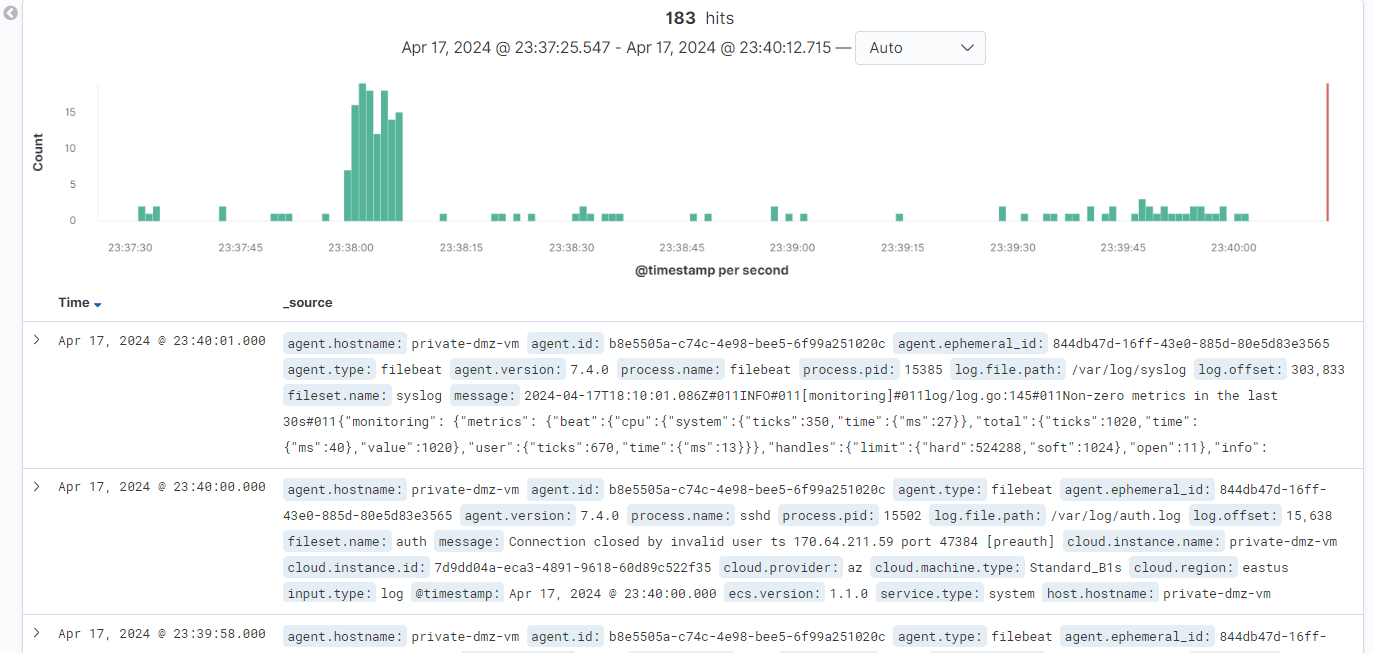 183 hits
Apr 17, 2024 @ 23:37:25.547 - Apr 17, 2024 @ 23:40:12.715 — Auto
Count
15
10
5
0
23:37:30 23:37:45 23:38:00 23:38:15 23:38:30 23:38:45 23:39:00 23:39:15 23:39:30 23:39:45 23:40:00
@timestamp per second
Time _source
Apr 17, 2024 @ 23:40:01.000 agent.hostname: private-dmz-vm agent.id: b8e5505a-c74c-4e98-bee5-6f99a251020c agent.ephemeral_id: 844db47d-16ff-43e0-885d-80e5d83e3565
agent.type: filebeat agent.version: 7.4.0 process.name: filebeat process.pid: 15385 log.file.path: /var/log/syslog log.offset: 303,833
fileset.name: syslog message: 2024-04-17T18:10:01.086Z#011INFO#011[monitoring]#011log/log.go:145#011Non-zero metrics in the last
30s#011{"monitoring": {"metrics": {"beat":{"cpu":{"system":{"ticks":350,"time":{"ms":27}},"total":{"ticks":1020,"time":
{"ms":40},"value":1020},"user":{"ticks":670,"time":{"ms":13}}},"handles":{"limit":{"hard":524288,"soft":1024},"open":11},"info":
Apr 17, 2024 @ 23:40:00.000 agent.hostname: private-dmz-vm agent.id: b8e5505a-c74c-4e98-bee5-6f99a251020c agent.type: filebeat agent.ephemeral_id: 844db47d-16ff-
43e0-885d-80e5d83e3565 agent.version: 7.4.0 process.name: sshd process.pid: 15502 log.file.path: /var/log/auth.log log.offset: 15,638
fileset.name: auth message: Connection closed by invalid user ts 170.64.211.59 port 47384 [preauth] cloud.instance.name: private-dmz-vm
cloud.instance.id: 7d9dd04a-eca3-4891-9618-60d89c522f35 cloud.provider: az cloud.machine.type: Standard_B1s cloud.region: eastus
input.type: log @timestamp: Apr 17, 2024 @ 23:40:00.000 ecs.version: 1.1.0 service.type: system host.hostname: private-dmz-vm
Apr 17, 2024 @ 23:39:58.000 agent.hostname: private-dmz-vm agent.id: b8e5505a-c74c-4e98-bee5-6f99a251020c agent.type: filebeat agent.ephemeral_id: 844db47d-16ff-